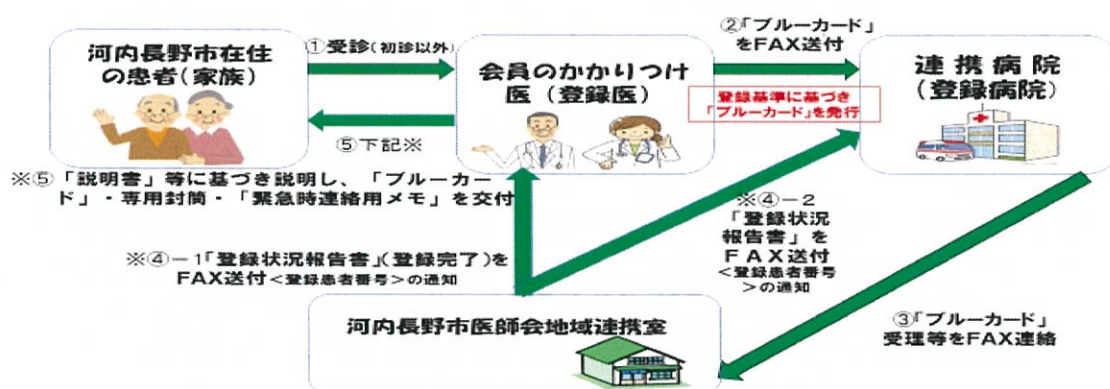 河内長野市在住
の患者(家族)
①受診(初診以外)
会員のかかりつけ
医(登録医)
②「ブルーカード」
をFAX送付
登録基準に基づき
「ブルーカード」を発行
連携病院
(登録病院)
⑤下記※
※⑤「説明書」等に基づき説明し、「ブルーカー
ド」・専用封筒・「緊急時連絡用メモ」を交付
※④-1「登録状況報告書」(登録完了)を
FAX送付<登録患者番号>の通知
※④-2
「登録状況
報告書」を
FAX送付
<登録患者番号
>の通知
河内長野市医師会地域連携室
③「ブルーカード」
受理等をFAX連絡